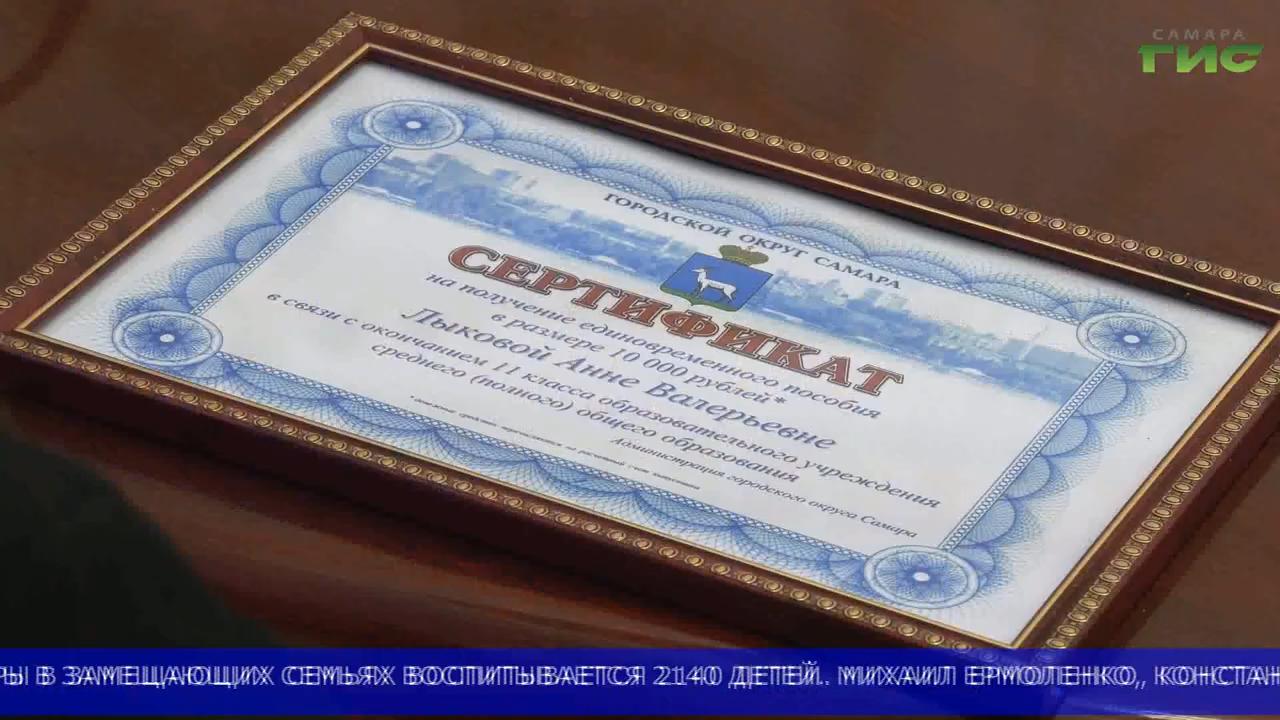 САМАРА
ГИС
ГОРОДСКОЙ ОКРУГ САМАРА
СЕРТИФИКАТ
на получение единовременного пособия
в размере 10 000 рублей*
Лыковой Анне Валерьевне
в связи с окончанием 11 класса образовательного учреждения
среднего (полного) общего образования
Администрация городского округа Самара
РЫ В ЗАМЕЩАЮЩИХ СЕМЬЯХ ВОСПИТЫВАЕТСЯ 2140 ДЕТЕЙ. МИХАИЛ ЕРМОЛЕНКО, КОНСТАН